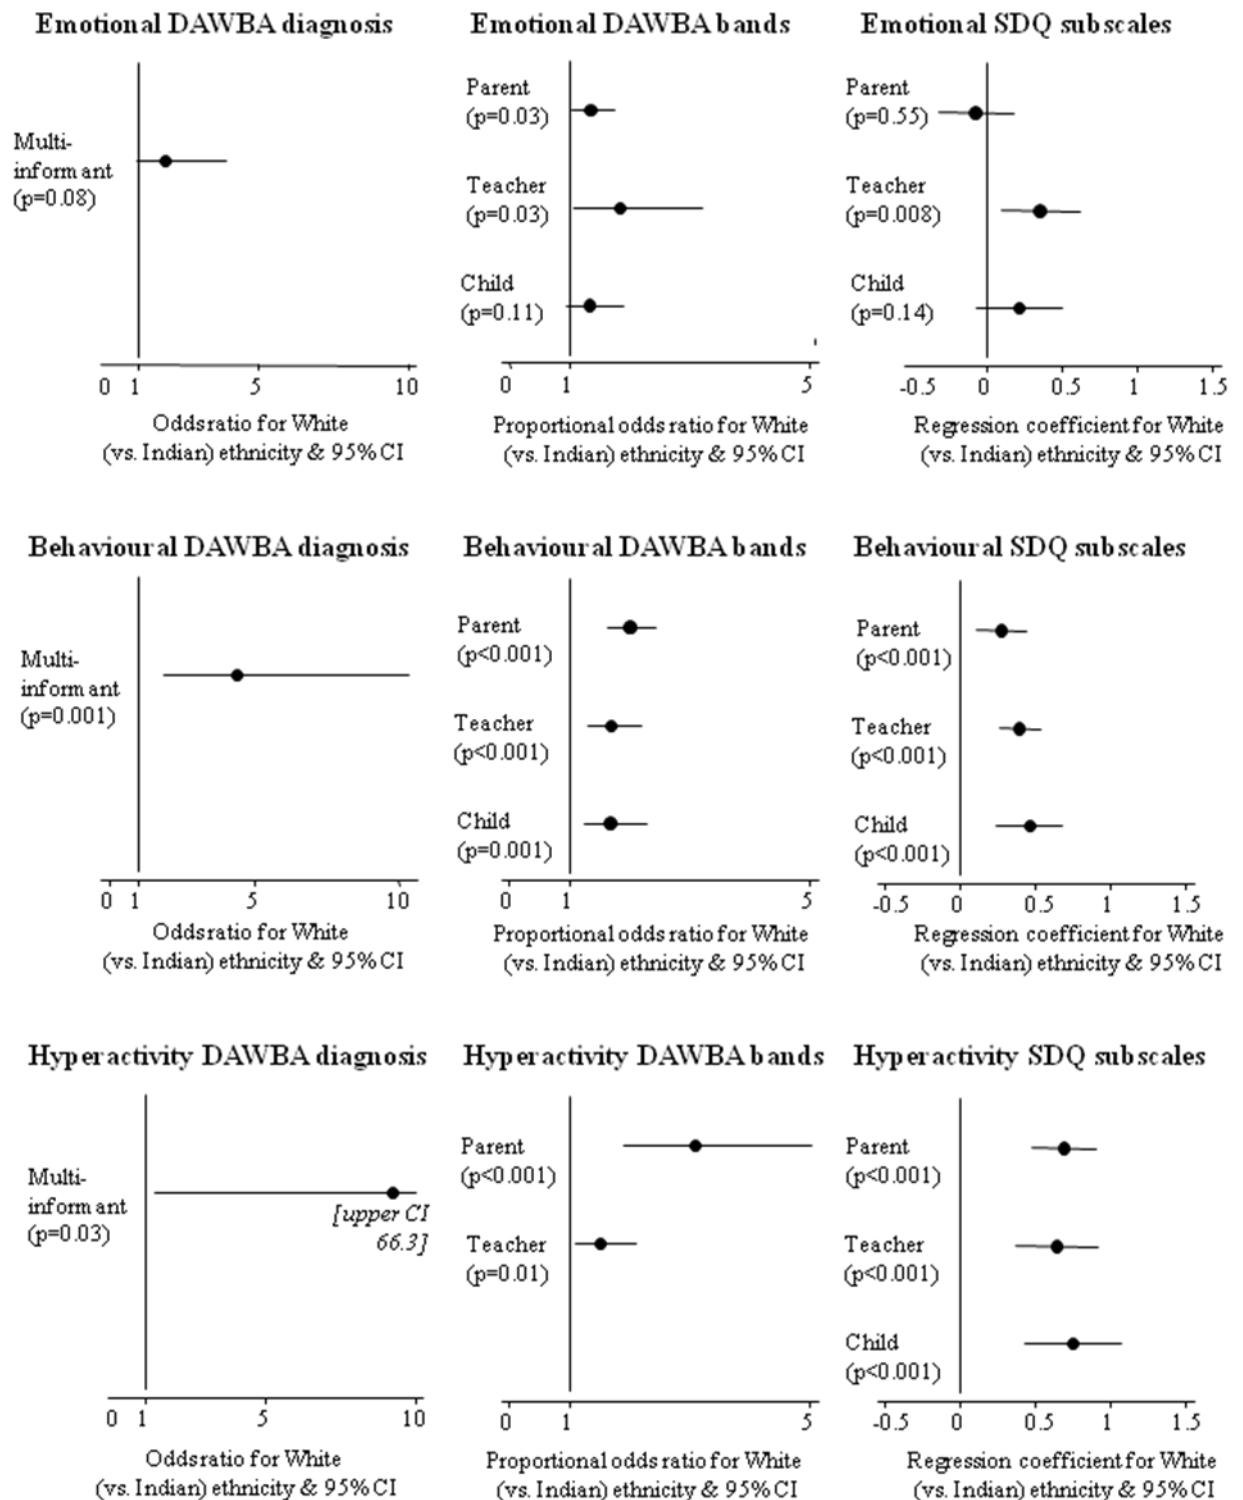 Emotional DAWBA diagnosis
Multi-
informant
(p=0.08)
0 1 5 10
Odds ratio for White
(vs. Indian) ethnicity & 95% CI
Emotional DAWBA bands
Parent
(p=0.03)
Teacher
(p=0.03)
Child
(p=0.11)
0 1 5
Proportional odds ratio for White
(vs. Indian) ethnicity & 95% CI
Emotional SDQ subscales
Parent
(p=0.55)
Teacher
(p=0.008)
Child
(p=0.14)
-0.5 0 0.5 1 1.5
Regression coefficient for White
(vs. Indian) ethnicity & 95% CI
Behavioural DAWBA diagnosis
Multi-
informant
(p=0.001)
0 1 5 10
Odds ratio for White
(vs. Indian) ethnicity & 95% CI
Behavioural DAWBA bands
Parent
(p<0.001)
Teacher
(p<0.001)
Child
(p=0.001)
0 1 5
Proportional odds ratio for White
(vs. Indian) ethnicity & 95% CI
Behavioural SDQ subscales
Parent
(p<0.001)
Teacher
(p<0.001)
Child
(p<0.001)
-0.5 0 0.5 1 1.5
Regression coefficient for White
(vs. Indian) ethnicity & 95% CI
Hyperactivity DAWBA diagnosis
Multi-
informant
(p=0.03)
[upper CI
66.3]
0 1 5 10
Odds ratio for White
(vs. Indian) ethnicity & 95% CI
Hyperactivity DAWBA bands
Parent
(p<0.001)
Teacher
(p=0.01)
0 1 5
Proportional odds ratio for White
(vs. Indian) ethnicity & 95% CI
Hyperactivity SDQ subscales
Parent
(p<0.001)
Teacher
(p<0.001)
Child
(p<0.001)
-0.5 0 0.5 1 1.5
Regression coefficient for White
(vs. Indian) ethnicity & 95% CI